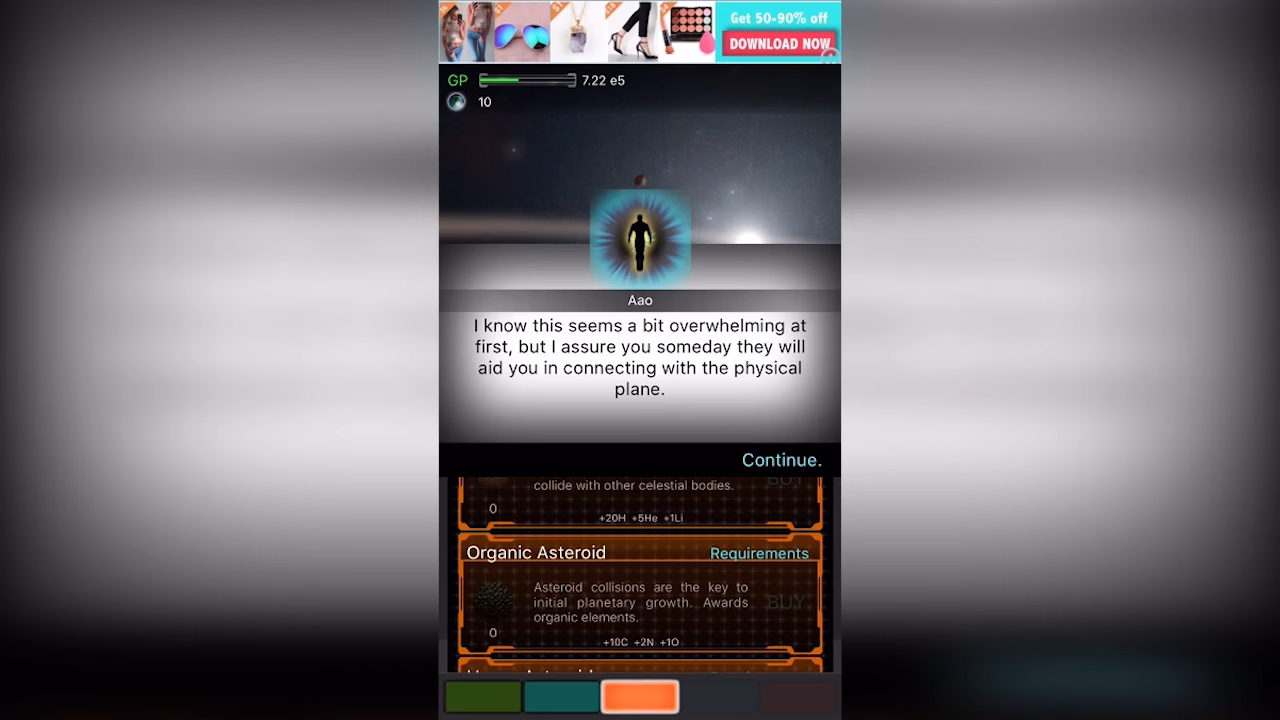 Get 50-90% off
DOWNLOAD NOW
GP 7.22 e5
10
Aao
I know this seems a bit overwhelming at
first, but I assure you someday they will
aid you in connecting with the physical
plane.
Continue.
BUY
collide with other celestial bodies.
0
+20H +5He +1Li
Organic Asteroid Requirements
Asteroid collisions are the key to
initial planetary growth. Awards
organic elements.
BUY
0
+10C +2N +1O